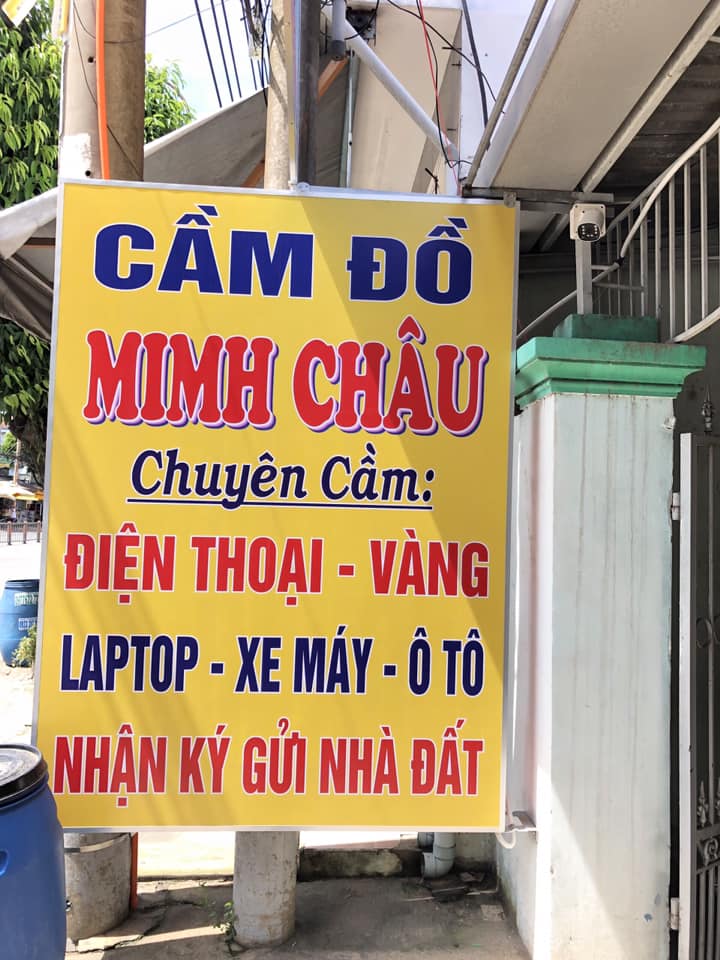 CẦM ĐỒ
MIMH CHÂU
Chuyên Cầm:
ĐIỆN THOẠI - VÀNG
LAPTOP - XE MÁY - Ô TÔ
NHẬN KÝ GỬI NHÀ ĐẤT